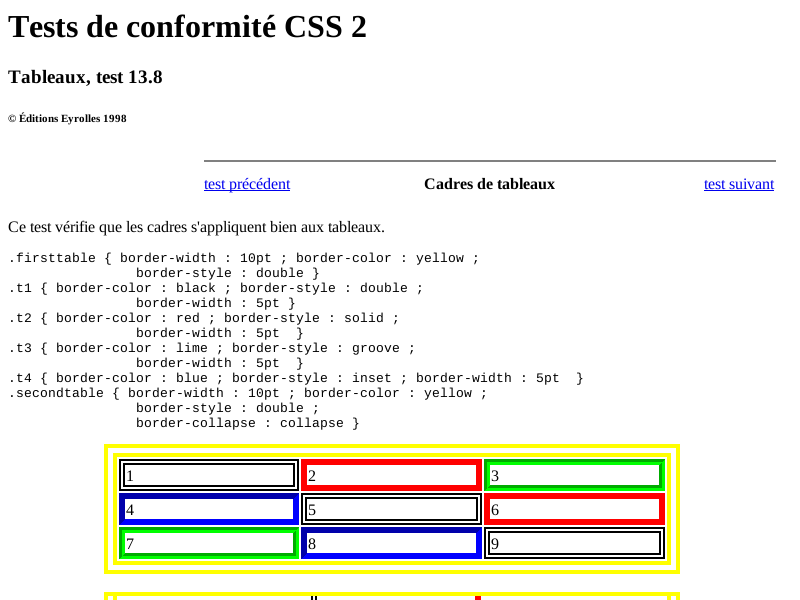 Tests de conformité CSS 2
Tableaux, test 13.8
© Éditions Eyrolles 1998
test précédent Cadres de tableaux test suivant
Ce test vérifie que les cadres s'appliquent bien aux tableaux.
.firsttable { border-width : 10pt ; border-color : yellow ;
border-style : double }
.t1 { border-color : black ; border-style : double ;
border-width : 5pt }
.t2 { border-color : red ; border-style : solid ;
border-width : 5pt  }
.t3 { border-color : lime ; border-style : groove ;
border-width : 5pt  }
.t4 { border-color : blue ; border-style : inset ; border-width : 5pt  }
.secondtable { border-width : 10pt ; border-color : yellow ;
border-style : double ;
border-collapse : collapse }
1 2 3
4 5 6
7 8 9